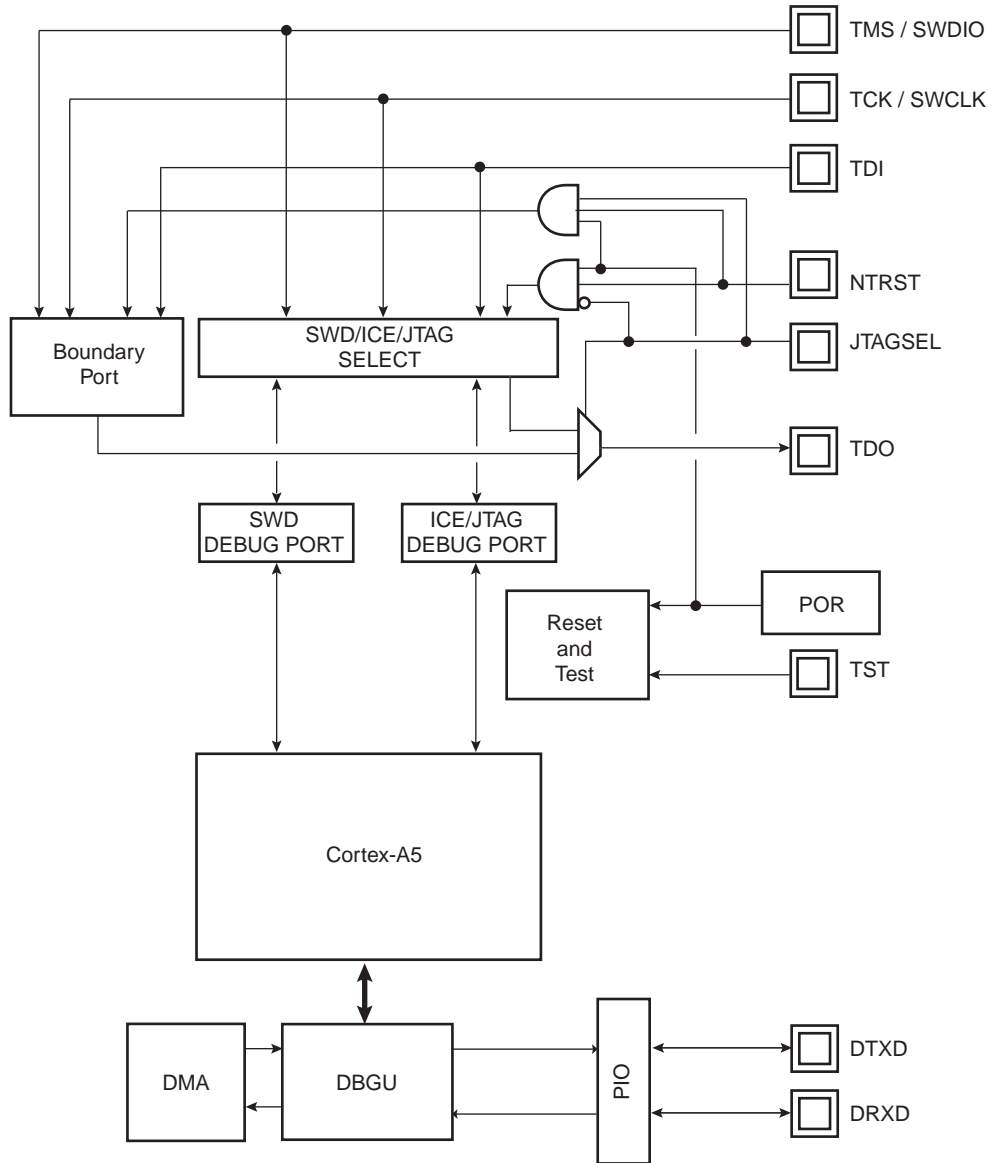 TMS / SWDIO
TCK / SWCLK
TDI
NTRST
SWD/ICE/JTAG
SELECT
Boundary
Port
JTAGSEL
TDO
SWD
DEBUG PORT
ICE/JTAG
DEBUG PORT
POR
Reset
and
Test
TST
Cortex-A5
DMA
DBGU
PIO
DTXD
DRXD